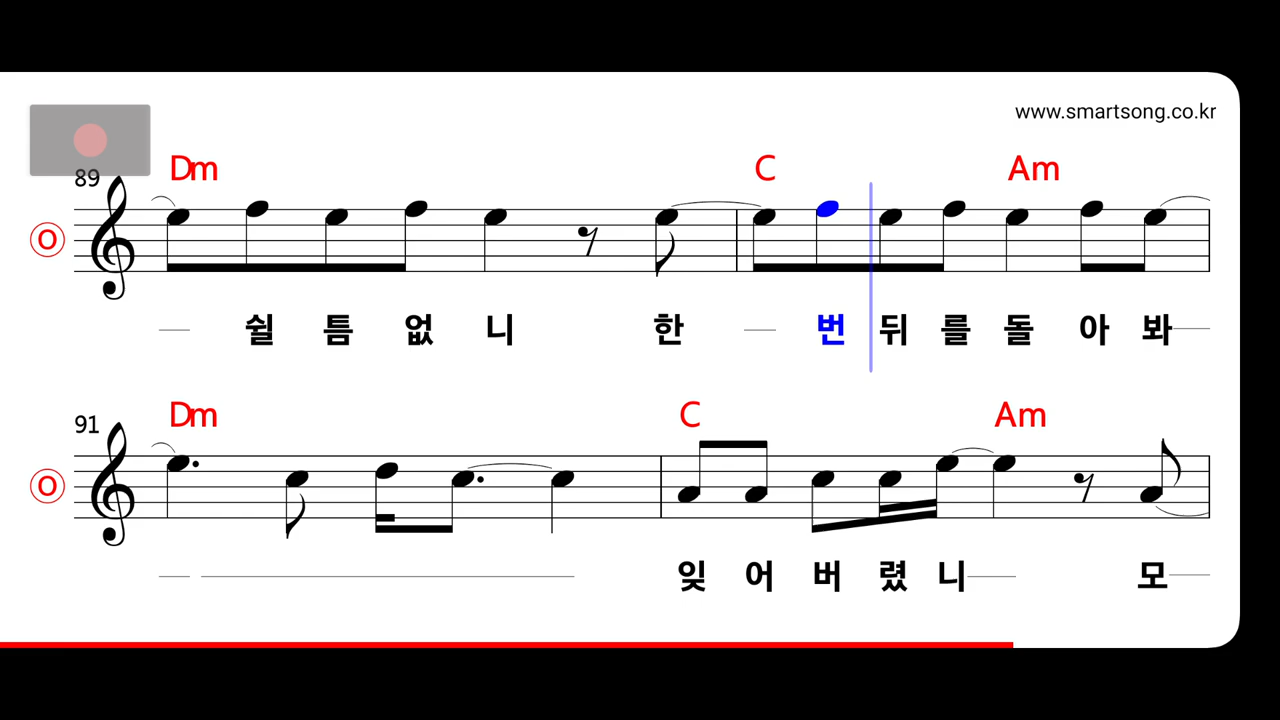 www.smartsong.co.kr
89 Dm C Am
O
쉴 틈 없 니 한 번 뒤 를 돌 아 봐
91 Dm C Am
O
잊 어 버 렸 니 모